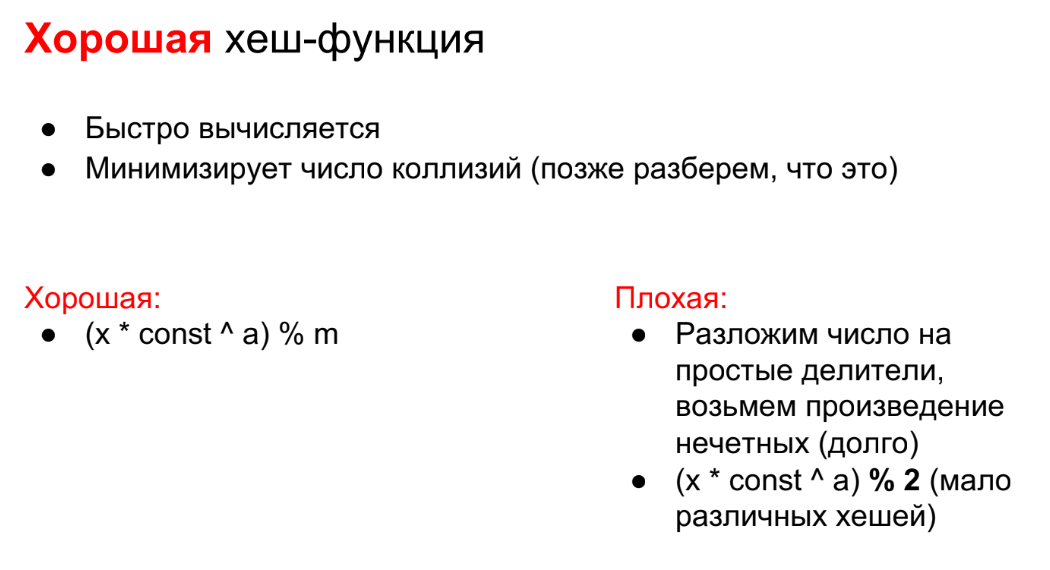 Хорошая хеш-функция
● Быстро вычисляется
● Минимизирует число коллизий (позже разберем, что это)
Хорошая:
● (x * const ^ a) % m
Плохая:
● Разложим число на
простые делители,
возьмем произведение
нечетных (долго)
● (x * const ^ a) % 2 (мало
различных хешей)